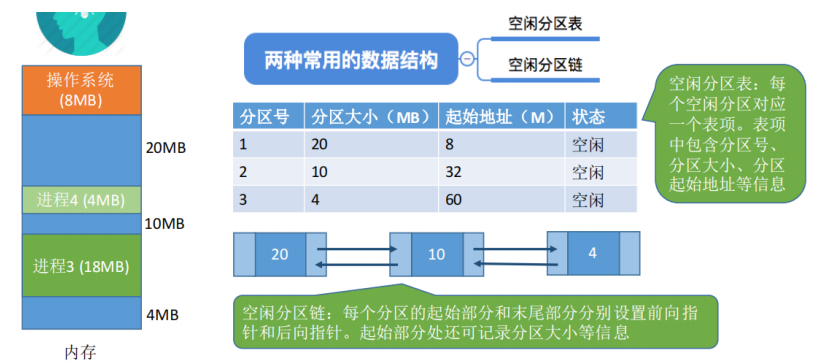 操作系统
(8MB)
20MB
进程4 (4MB)
10MB
进程3 (18MB)
4MB
内存
两种常用的数据结构
空闲分区表
空闲分区链
分区号 分区大小（MB） 起始地址（M） 状态
1 20 8 空闲
2 10 32 空闲
3 4 60 空闲
空闲分区表：每
个空闲分区对应
一个表项。表项
中包含分区号、
分区大小、分区
起始地址等信息
20 10 4
空闲分区链：每个分区的起始部分和末尾部分分别设置前向指
针和后向指针。起始部分处还可记录分区大小等信息